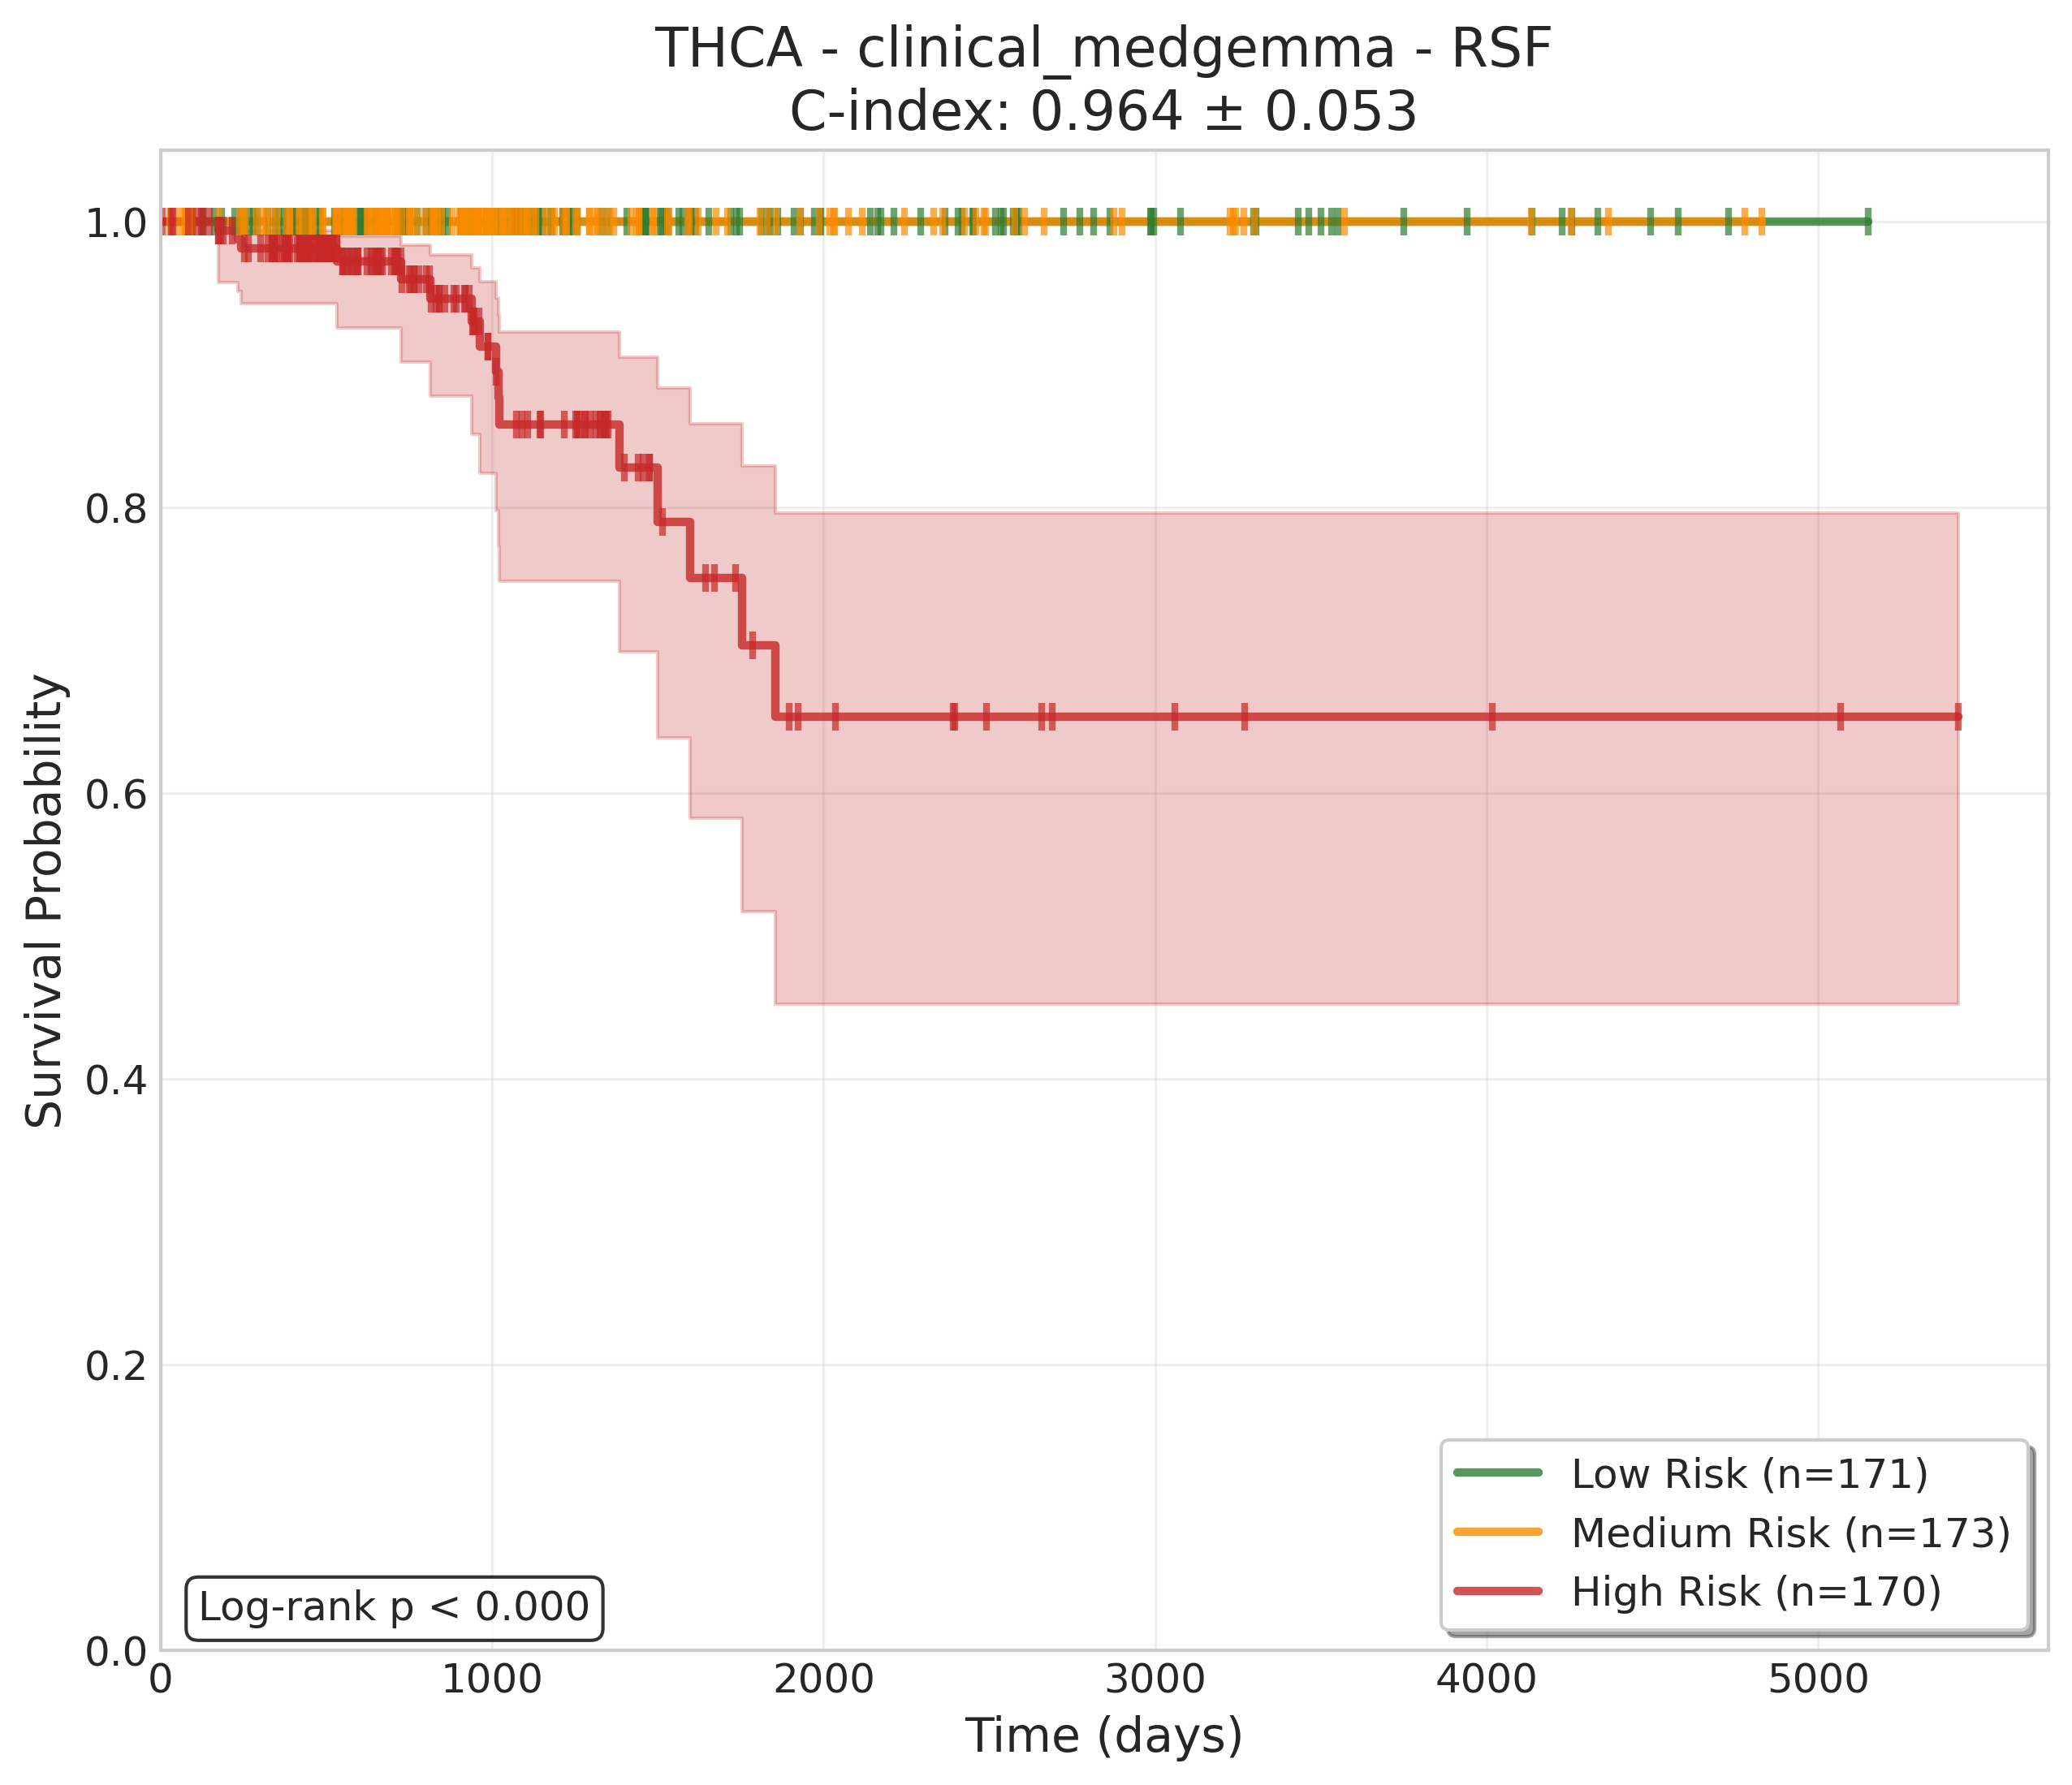 THCA - clinical_medgemma - RSF
C-index: 0.964 ± 0.053
Survival Probability
1.0
0.8
0.6
0.4
0.2
0.0
Log-rank p < 0.000
Low Risk (n=171)
Medium Risk (n=173)
High Risk (n=170)
0 1000 2000 3000 4000 5000
Time (days)